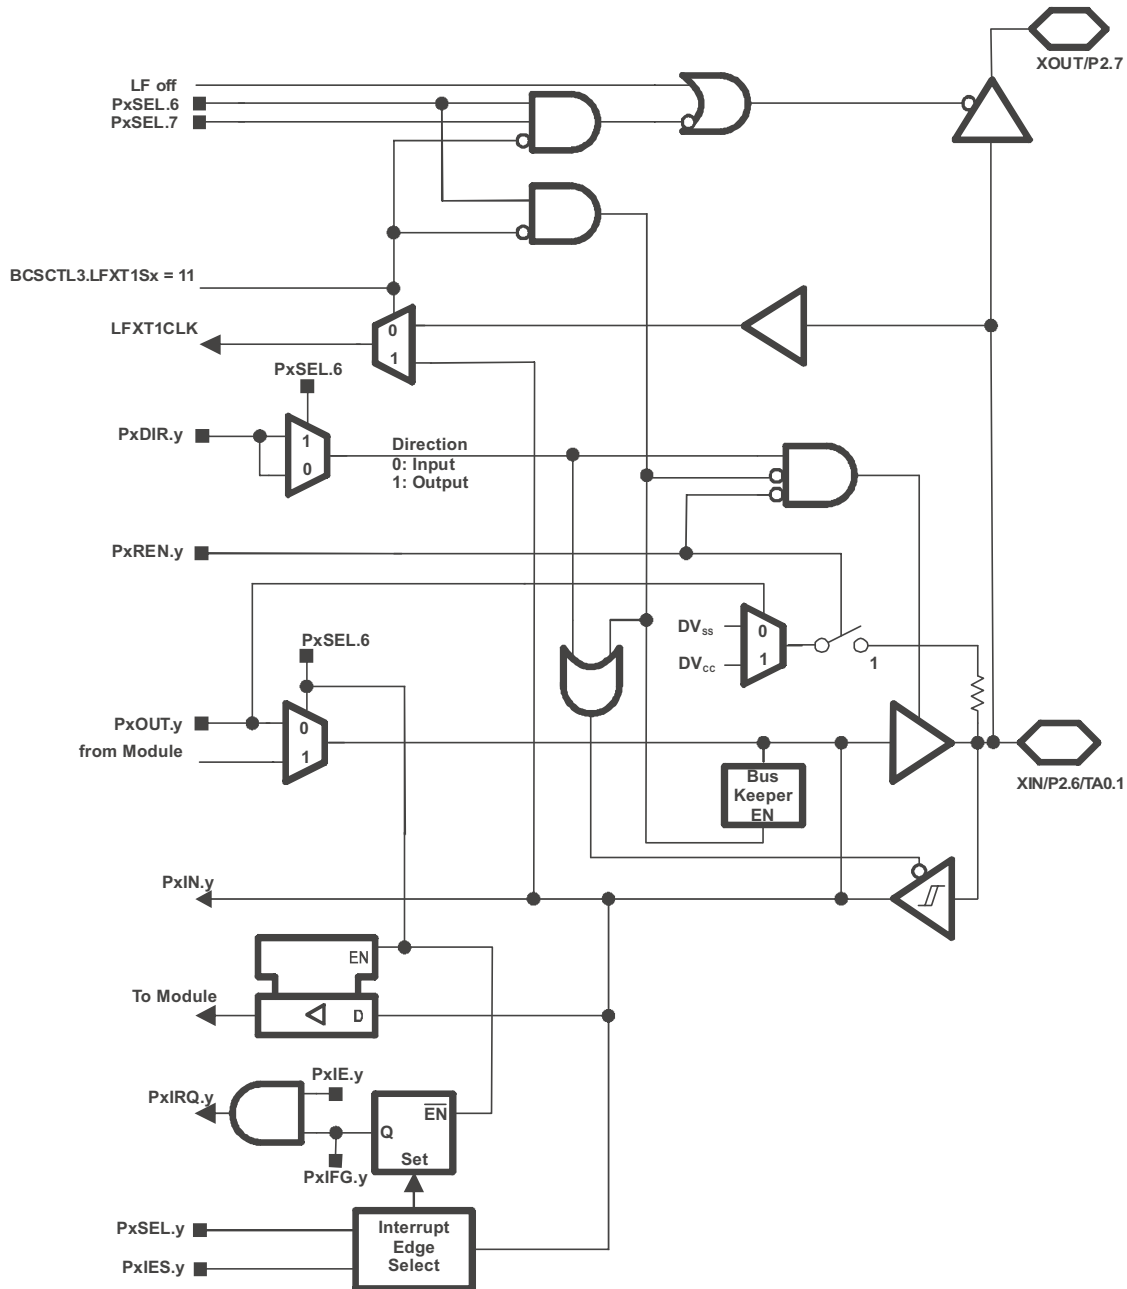 XOUT/P2.7
LF off
PxSEL.6
PxSEL.7
BCSCTL3.LFXT1Sx = 11
LFXT1CLK
0
1
PxSEL.6
PxDIR.y
1
0
Direction
0: Input
1: Output
PxREN.y
DVss
0
DVcc
1
1
PxSEL.6
PxOUT.y
0
from Module
1
Bus
Keeper
EN
XIN/P2.6/TA0.1
PxIN.y
EN
To Module
D
PxIE.y
PxIRQ.y
EN
Q
Set
PxIFG.y
PxSEL.y
PxIES.y
Interrupt
Edge
Select